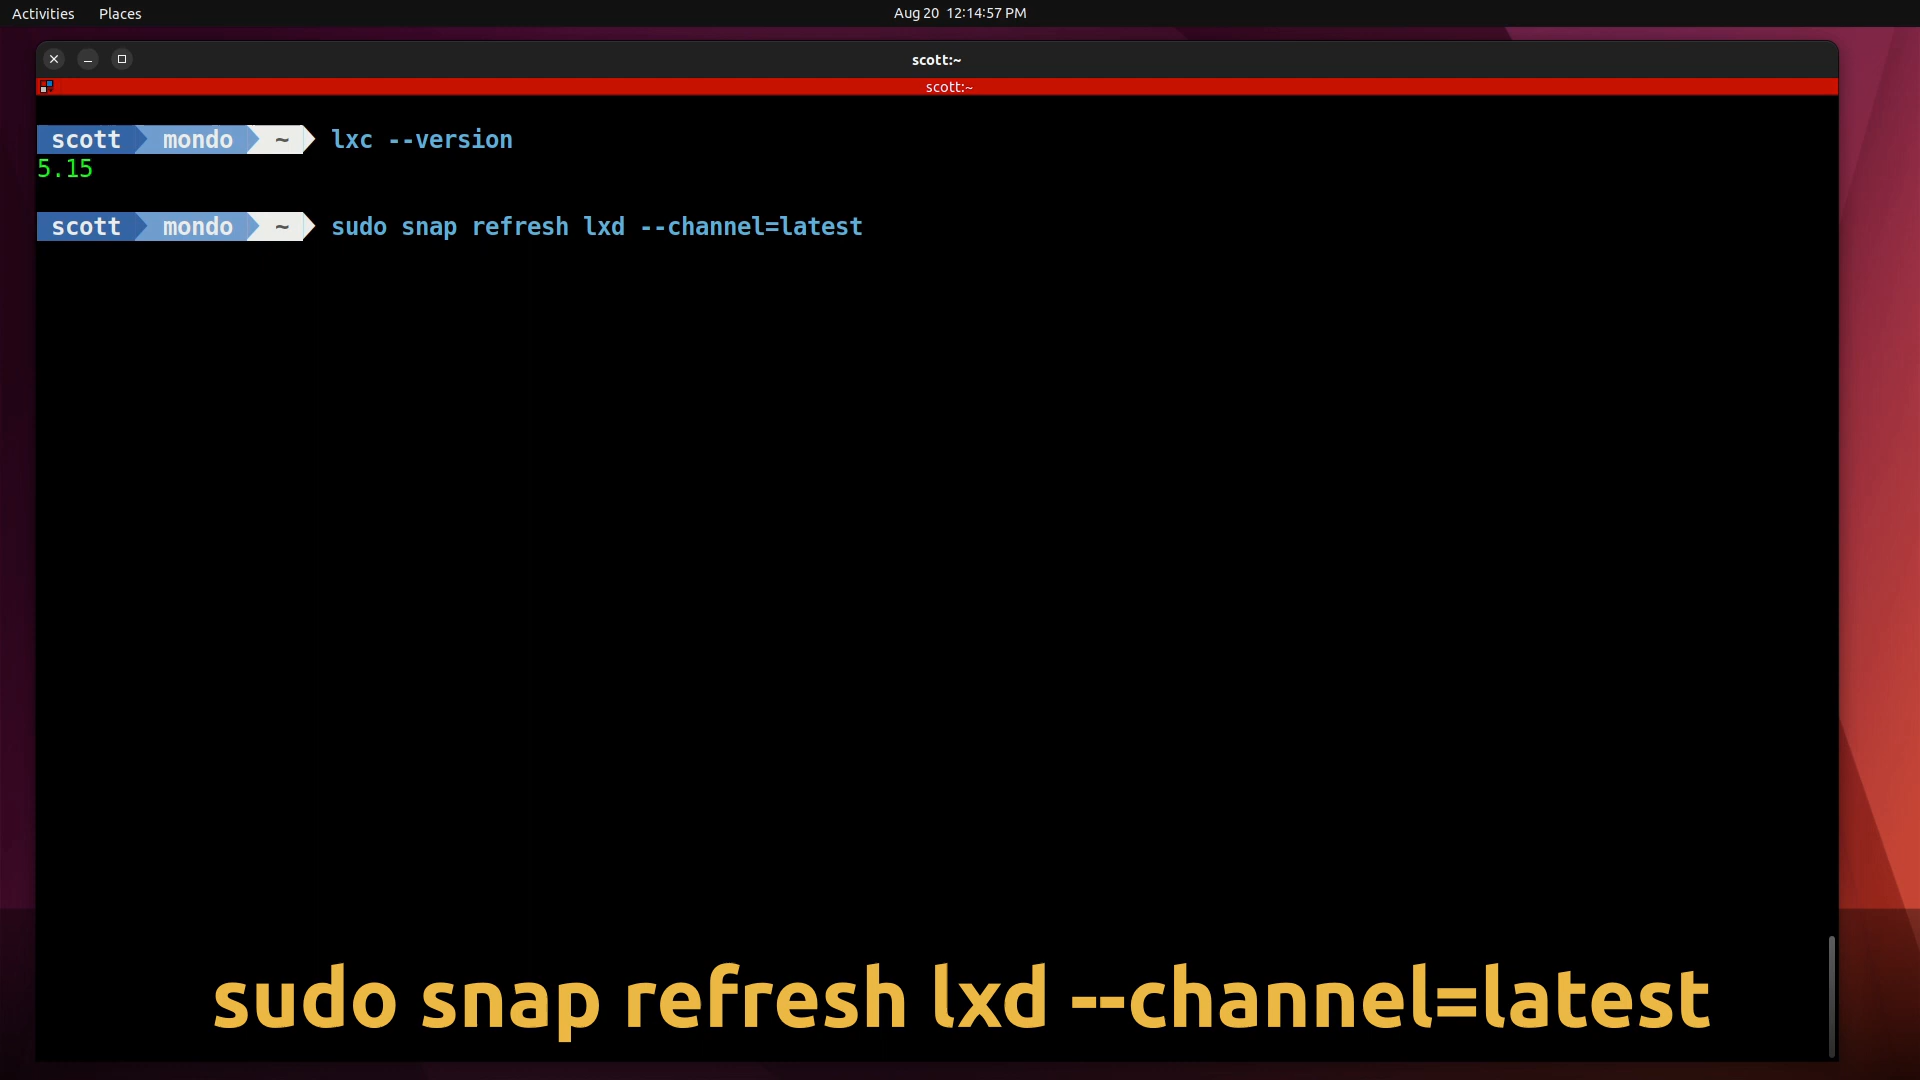 Activities Places Aug 20 12:14:57 PM
scott:~
scott:~
scott mondo ~ lxc --version
5.15
scott mondo ~ sudo snap refresh lxd --channel=latest
sudo snap refresh lxd --channel=latest